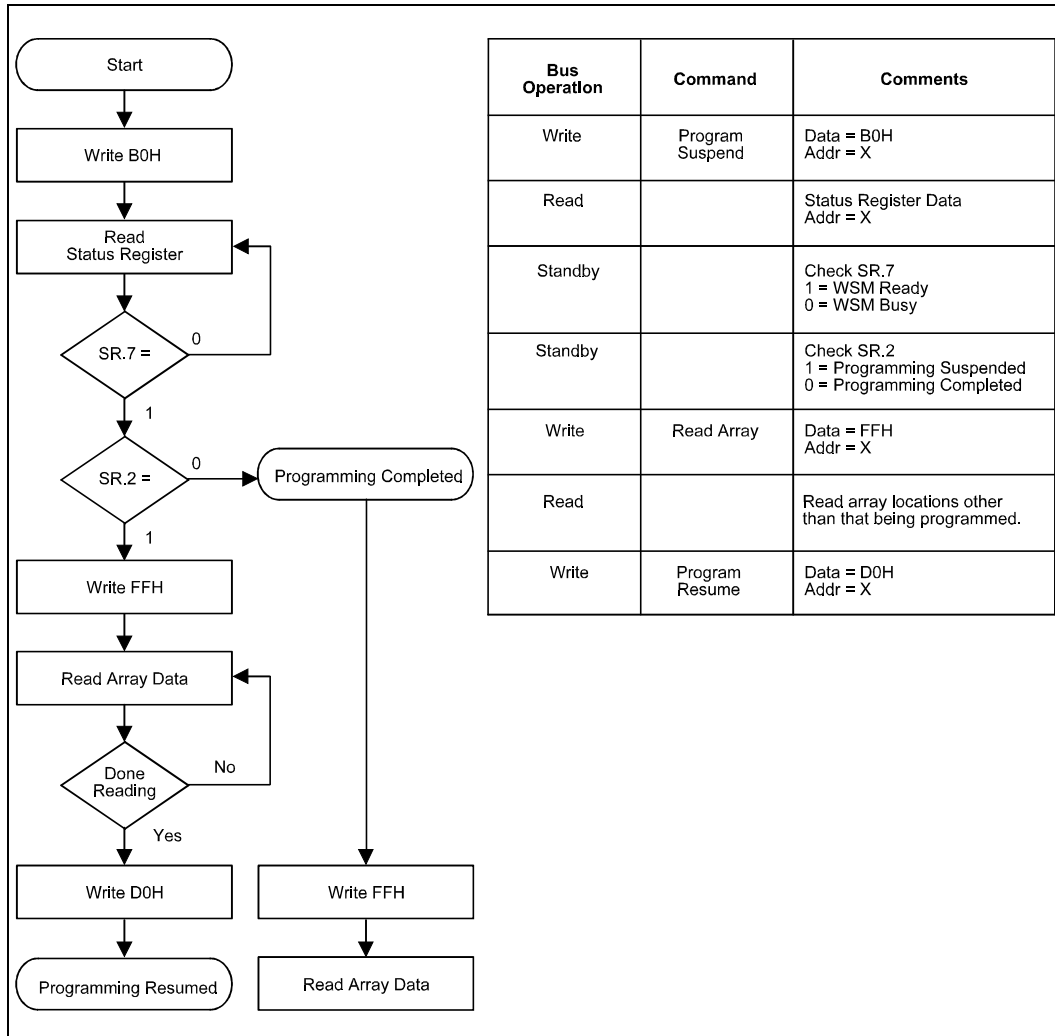 Start
Write B0H
Read
Status Register
SR.7 =
0
1
SR.2 =
0
Programming Completed
1
Write FFH
Read Array Data
Done
Reading
No
Yes
Write D0H
Write FFH
Programming Resumed
Read Array Data
Bus
Operation
Command
Comments
Write
Program
Suspend
Data = B0H
Addr = X
Read
Status Register Data
Addr = X
Standby
Check SR.7
1 = WSM Ready
0 = WSM Busy
Standby
Check SR.2
1 = Programming Suspended
0 = Programming Completed
Write
Read Array
Data = FFH
Addr = X
Read
Read array locations other
than that being programmed.
Write
Program
Resume
Data = D0H
Addr = X